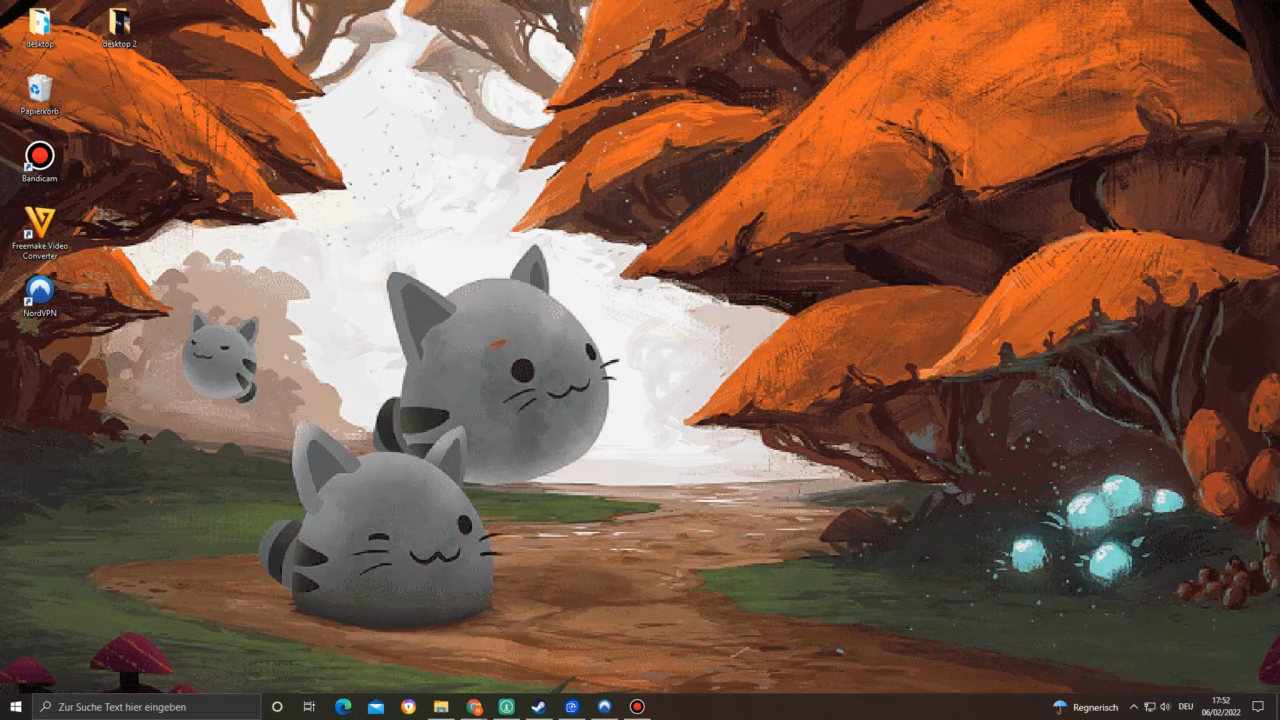 desktop
desktop 2
Papierkorb
Bandicam
Freemake Video
Converter
NordVPN
Zur Suche Text hier eingeben
Regnerisch
DEU
17:52
06/02/2022